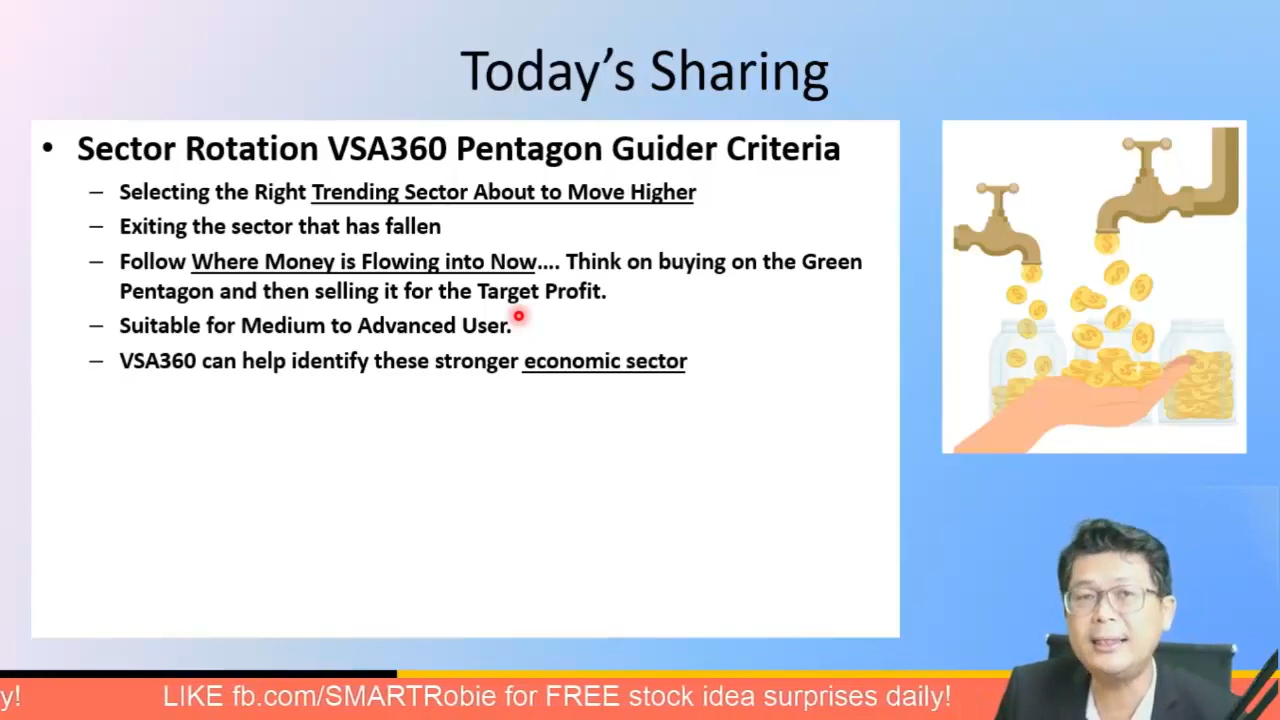 Today’s Sharing
• Sector Rotation VSA360 Pentagon Guider Criteria
– Selecting the Right Trending Sector About to Move Higher
– Exiting the sector that has fallen
– Follow Where Money is Flowing into Now…. Think on buying on the Green
Pentagon and then selling it for the Target Profit.
– Suitable for Medium to Advanced User.
– VSA360 can help identify these stronger economic sector
y! LIKE fb.com/SMARTRobie for FREE stock idea surprises daily!